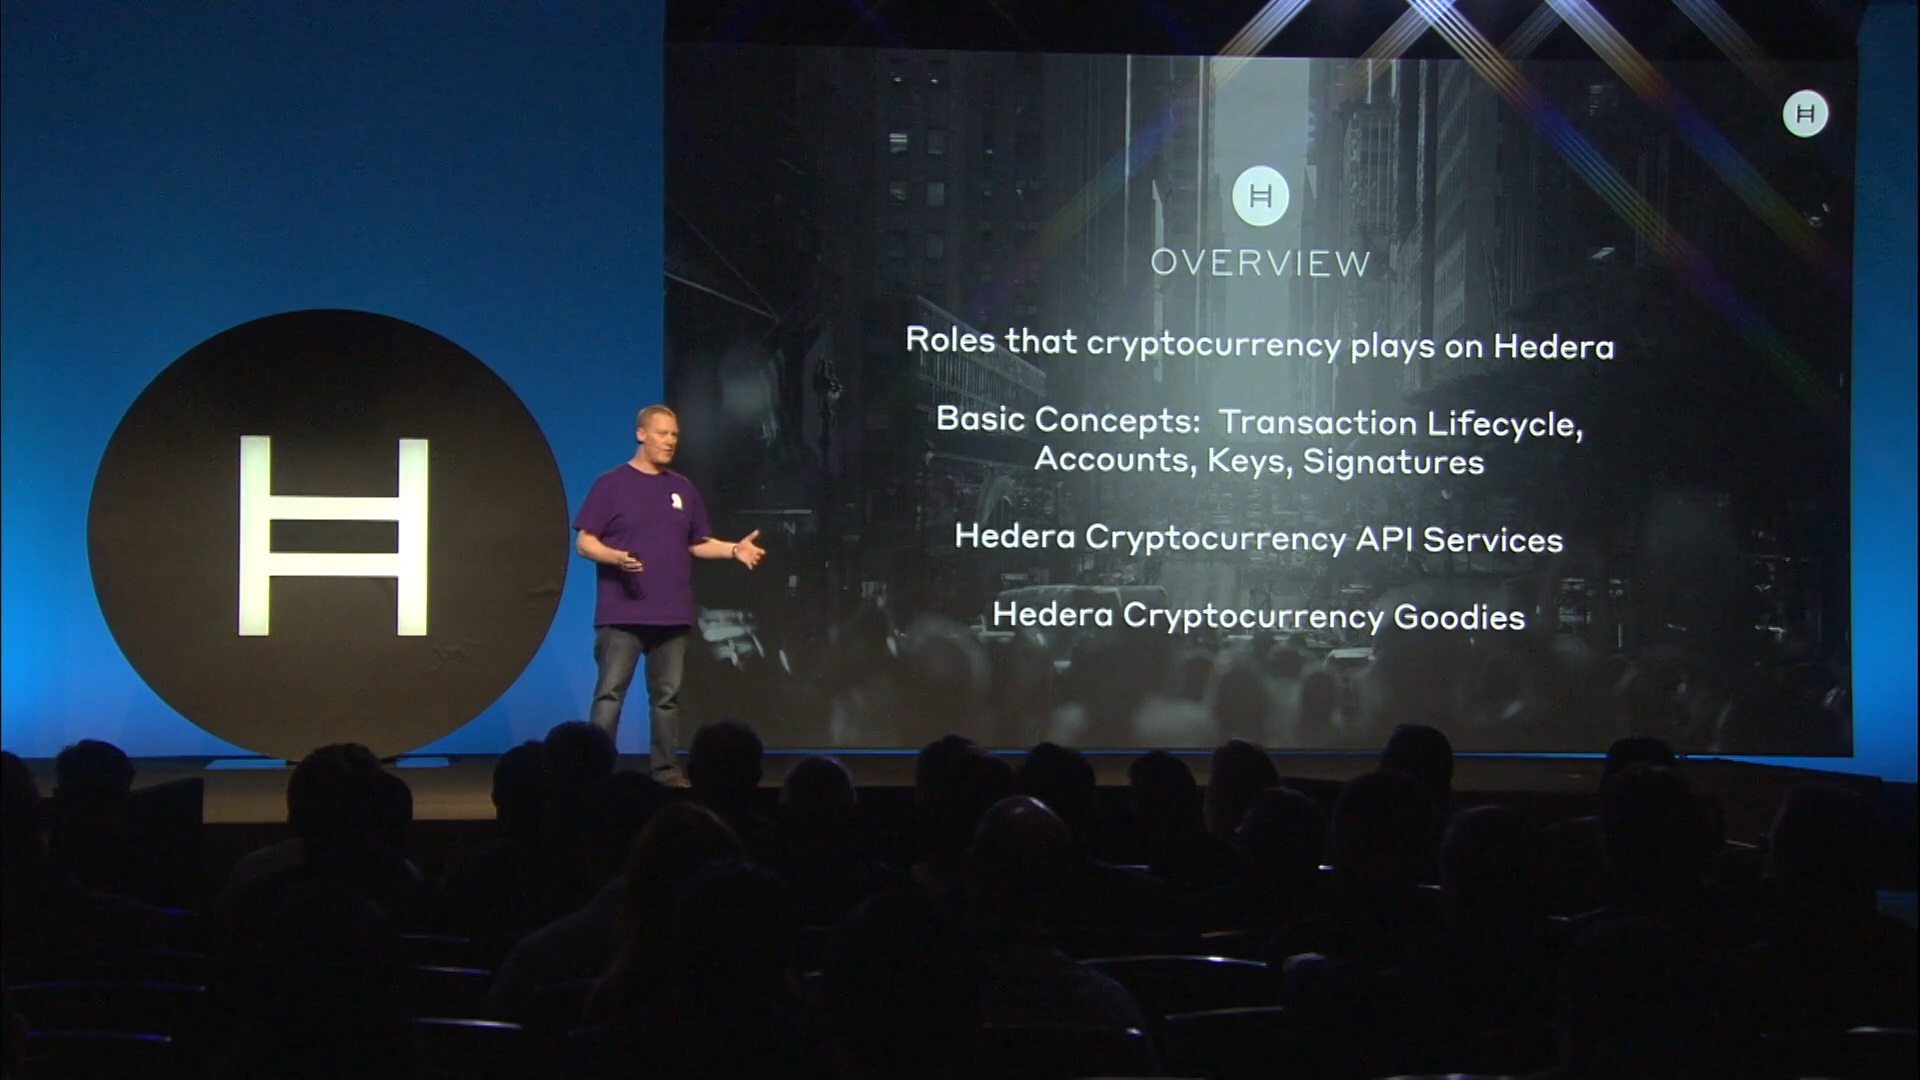 H
H
H
OVERVIEW
Roles that cryptocurrency plays on Hedera
Basic Concepts: Transaction Lifecycle,
Accounts, Keys, Signatures
Hedera Cryptocurrency API Services
Hedera Cryptocurrency Goodies